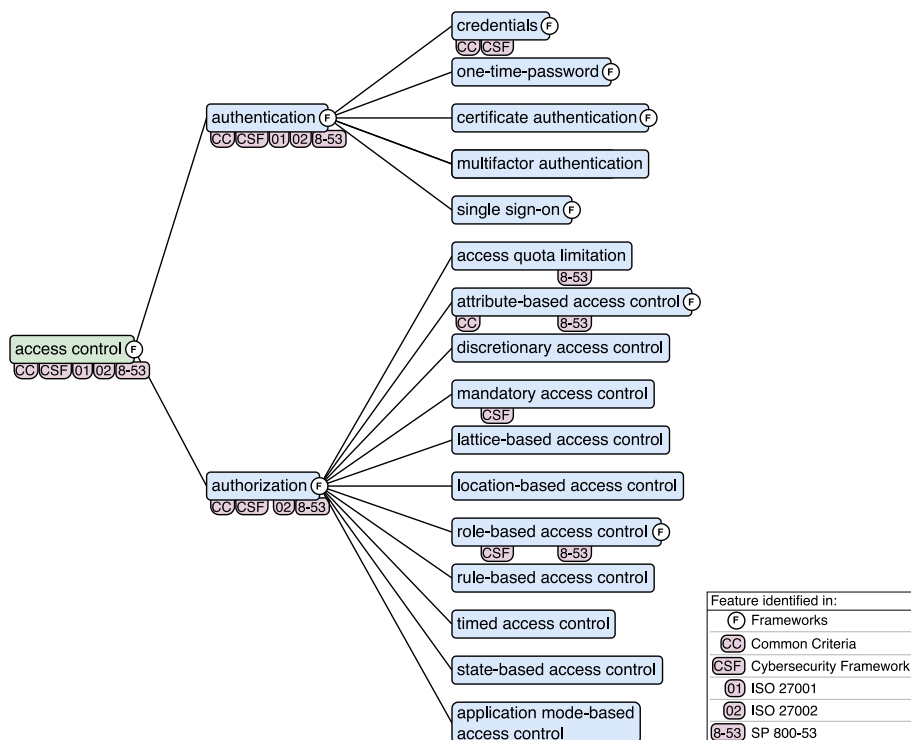 credentials F
CC CSF
one-time-password F
authentication F
CC CSF 01 02 8-53
certificate authentication F
multifactor authentication
single sign-on F
access quota limitation
8-53
attribute-based access control F
CC 8-53
discretionary access control
access control F
CC CSF 01 02 8-53
mandatory access control
CSF
lattice-based access control
authorization F
CC CSF 02 8-53
location-based access control
role-based access control F
CSF 8-53
rule-based access control
timed access control
state-based access control
application mode-based
access control
Feature identified in:
F Frameworks
CC Common Criteria
CSF Cybersecurity Framework
01 ISO 27001
02 ISO 27002
8-53 SP 800-53